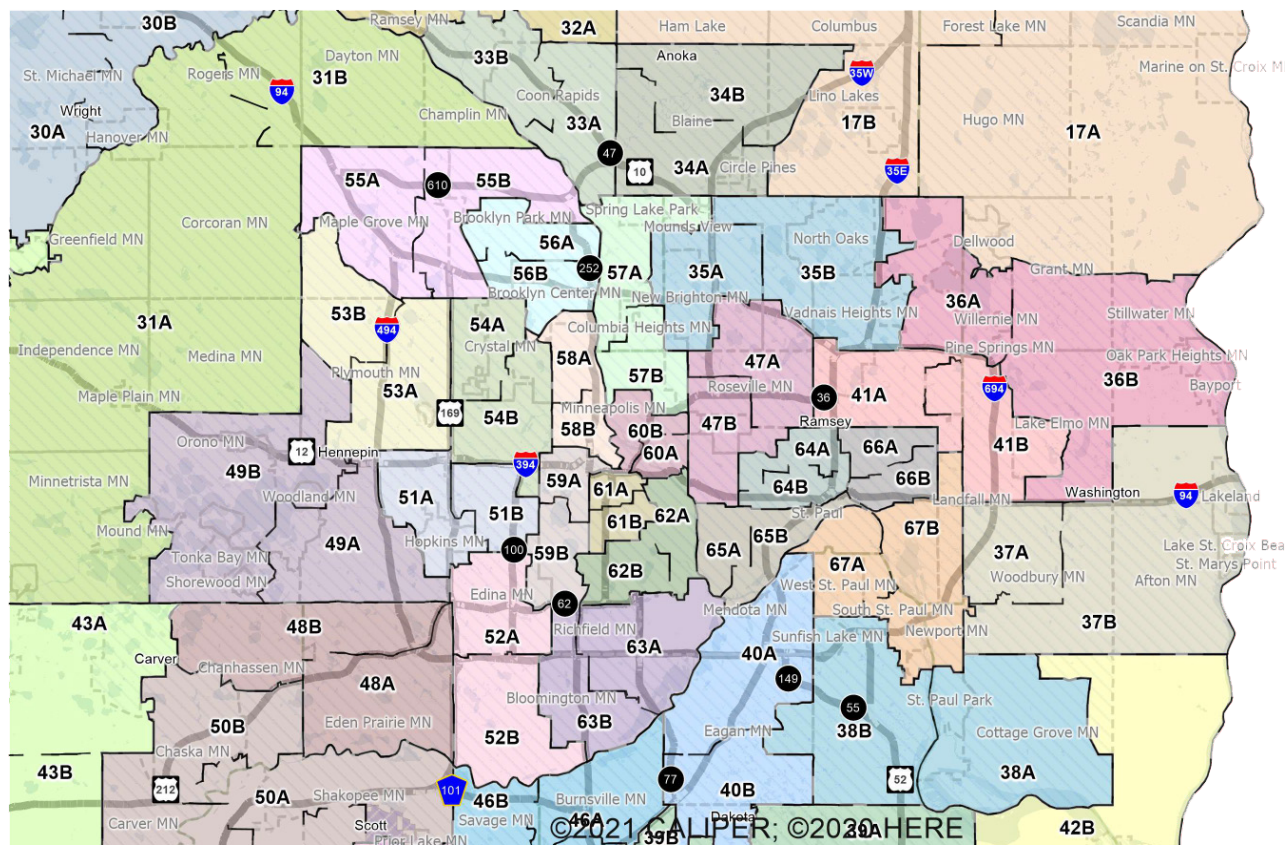 30B
Ramsey MN
32A
Ham Lake
Columbus
Forest Lake MN
Scandia MN
Dayton MN
33B
Anoka
St. Michael MN
Rogers MN
31B
35W
Marine on St. Croix M
94
Coon Rapids
34B
Lino Lakes
Wright
Champlin MN
33A
Blaine
17B
Hugo MN
17A
30A
Hanover MN
47
34A
Circle Pines
35E
10
55A
610
55B
Corcoran MN
Maple Grove MN
Brooklyn Park MN
Spring Lake Park
Mounds View
Greenfield MN
56A
North Oaks
Dellwood
56B
252
57A
35A
35B
Grant MN
Brooklyn Center MN
New Brighton MN
36A
53B
54A
Vadnais Heights MN
Willernie MN
Stillwater MN
31A
494
Columbia Heights MN
Independence MN
Medina MN
Crystal MN
58A
47A
Pine Springs MN
Oak Park Heights MN
Plymouth MN
57B
36B
Bayport
53A
Roseville MN
694
Maple Plain MN
169
54B
Minneapolis MN
36
41A
Ramsey
58B
60B
47B
Lake Elmo MN
Orono MN
12
Hennepin
60A
64A
66A
41B
49B
394
59A
66B
Minnetrista MN
Woodland MN
51A
61A
64B
Landfall MN
Washington
94
Lakeland
51B
61B
62A
St. Paul
Mound MN
49A
Hopkins MN
100
59B
65A
65B
67B
Tonka Bay MN
37A
Lake St. Croix Bea
62B
67A
St. Marys Point
Shorewood MN
Edina MN
West St. Paul MN
Woodbury MN
Afton MN
62
Mendota MN
South St. Paul MN
43A
48B
Richfield MN
37B
52A
63A
Sunfish Lake MN
Newport MN
Carver
40A
Chanhassen MN
48A
149
Bloomington MN
St. Paul Park
50B
Eden Prairie MN
63B
55
Eagan MN
38B
Cottage Grove MN
52B
Chaska MN
43B
38A
77
52
212
50A
Shakopee MN
101
46B
Burnsville MN
40B
Carver MN
Scott
Savage MN
46A
Dakota
39A
42B
Prior Lake MN
39B
©2021 CALIPER; ©2020 HERE